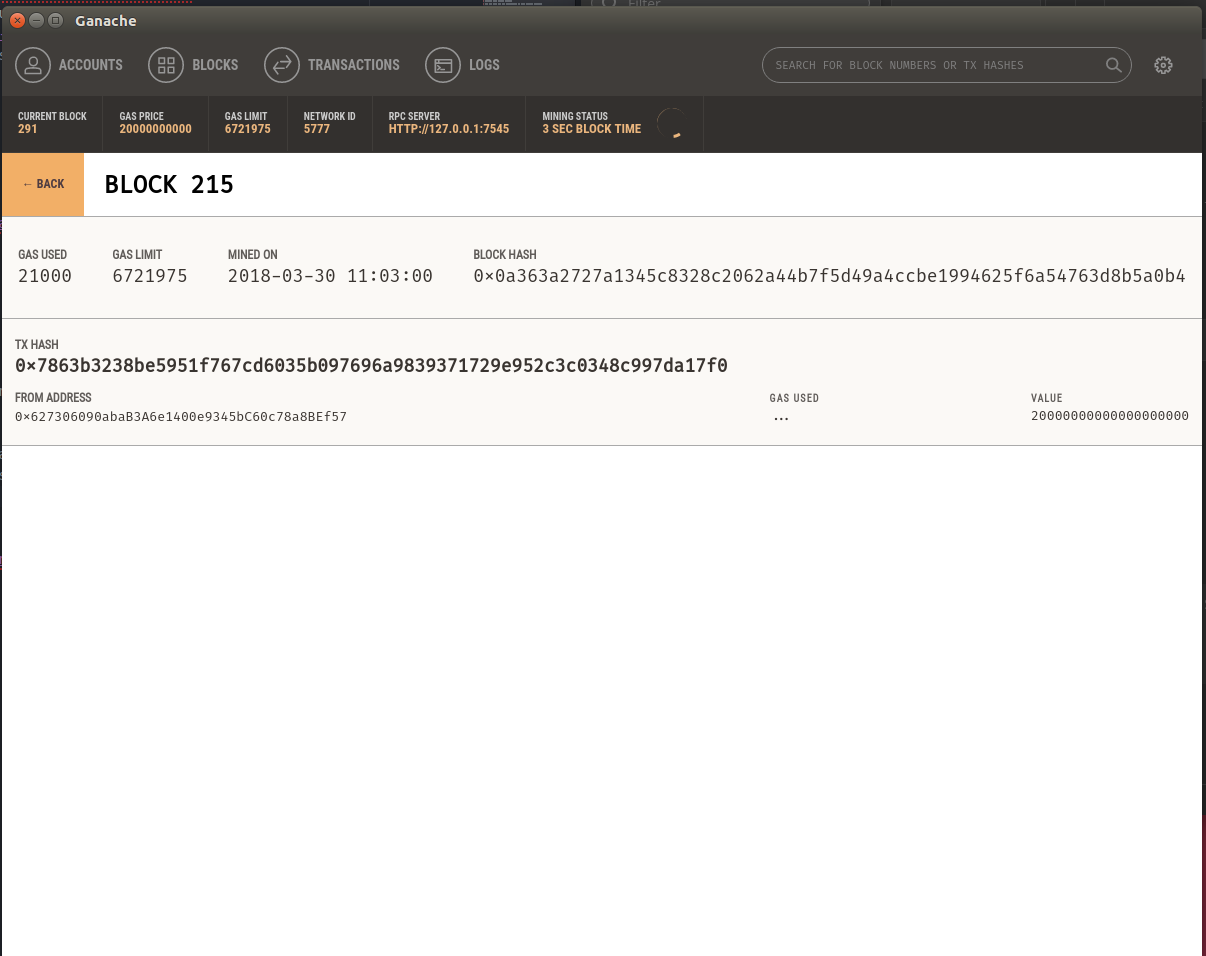 Filter
Ganache
ACCOUNTS BLOCKS TRANSACTIONS LOGS SEARCH FOR BLOCK NUMBERS OR TX HASHES
CURRENT BLOCK GAS PRICE GAS LIMIT NETWORK ID RPC SERVER MINING STATUS
291 20000000000 6721975 5777 HTTP://127.0.0.1:7545 3 SEC BLOCK TIME
← BACK BLOCK 215
GAS USED GAS LIMIT MINED ON BLOCK HASH
21000 6721975 2018-03-30 11:03:00 0×0a363a2727a1345c8328c2062a44b7f5d49a4ccbe1994625f6a54763d8b5a0b4
TX HASH
0×7863b3238be5951f767cd6035b097696a9839371729e952c3c0348c997da17f0
FROM ADDRESS GAS USED VALUE
0×627306090abaB3A6e1400e9345bC60c78a8BEf57 ... 20000000000000000000